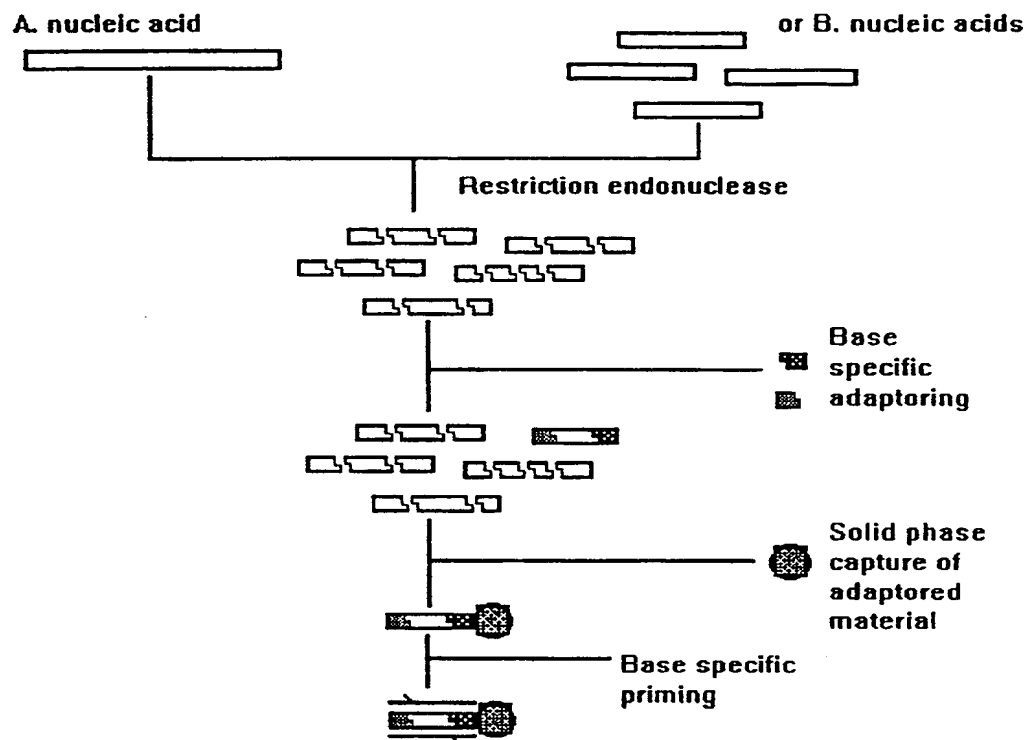 A. nucleic acid
or B. nucleic acids
Restriction endonuclease
Base
specific
adaptoring
Solid phase
capture of
adaptored
material
Base specific
priming